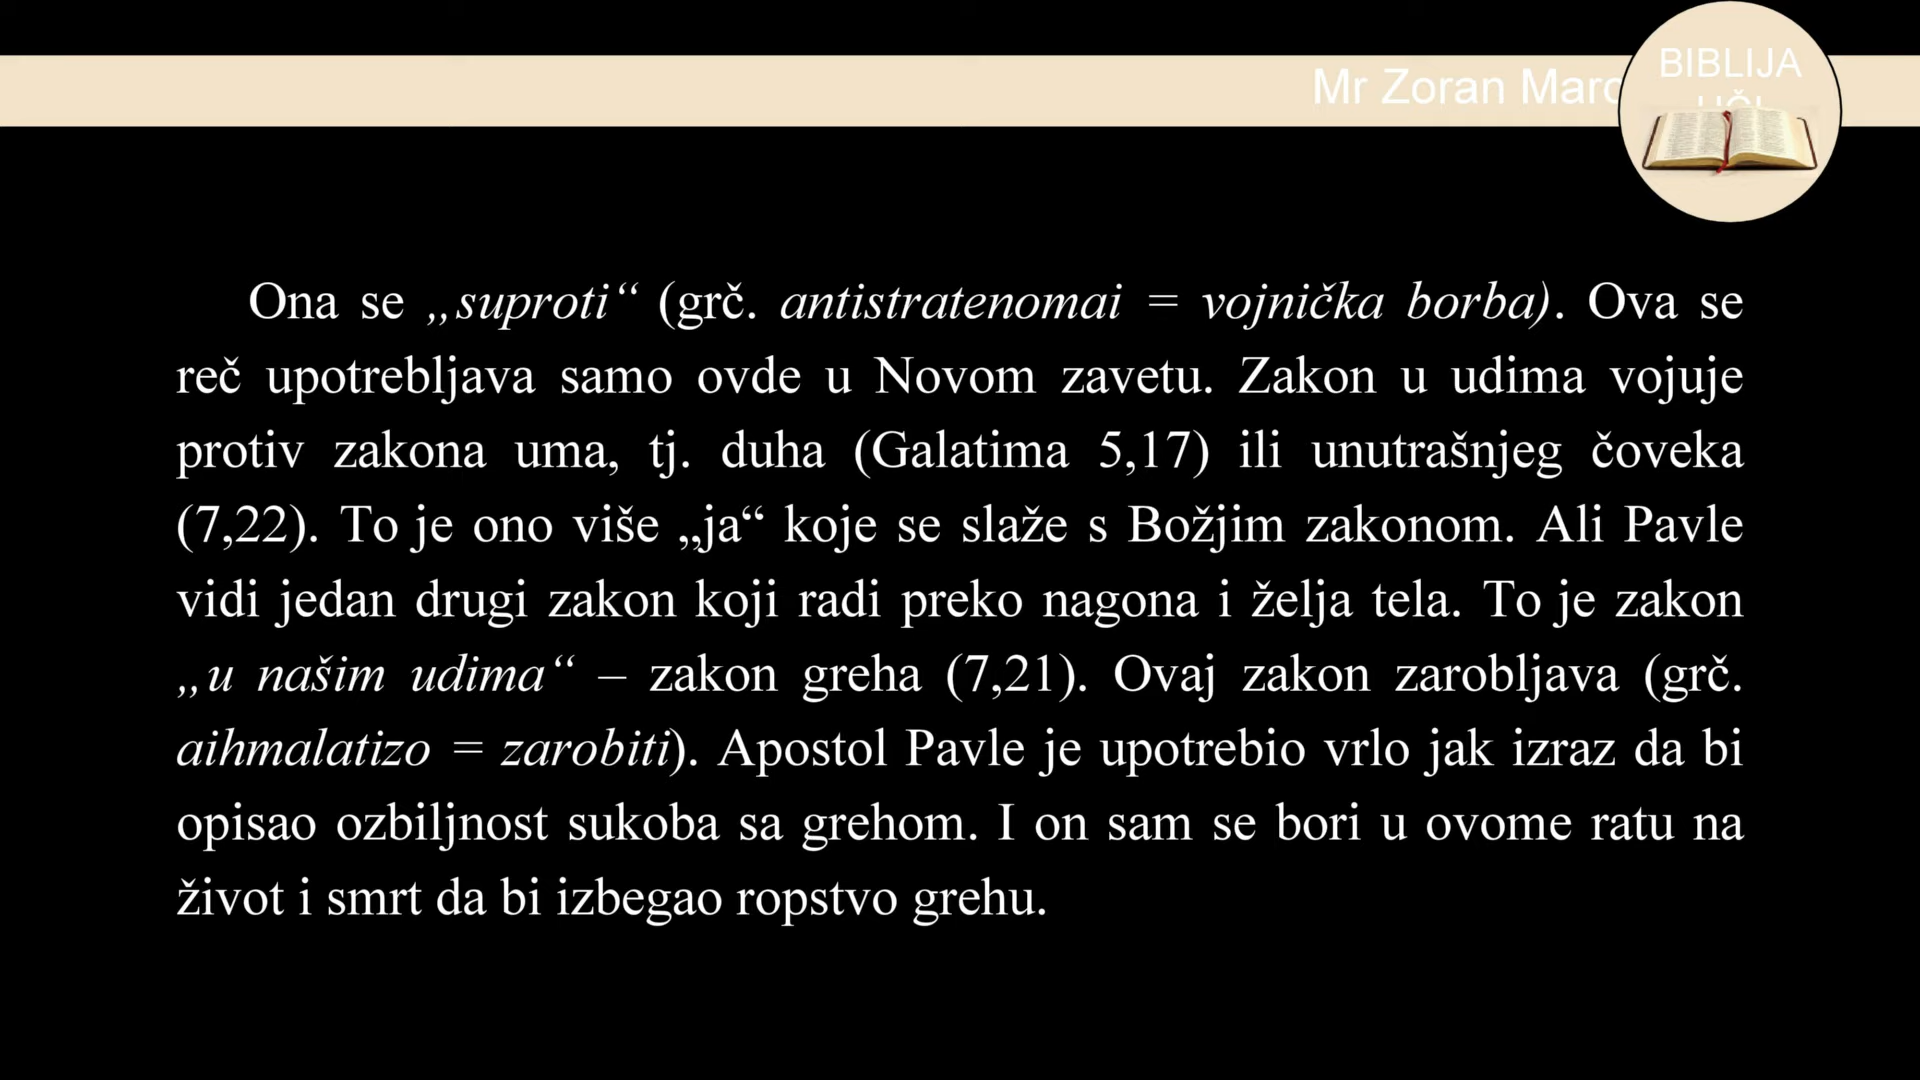 Mr Zoran
BIBLIJA
Ona se „suproti“ (grč. antistratenomai = vojnička borba). Ova se
reč upotrebljava samo ovde u Novom zavetu. Zakon u udima vojuje
protiv zakona uma, tj. duha (Galatima 5,17) ili unutrašnjeg čoveka
(7,22). To je ono više „ja“ koje se slaže s Božjim zakonom. Ali Pavle
vidi jedan drugi zakon koji radi preko nagona i želja tela. To je zakon
„u našim udima“ – zakon greha (7,21). Ovaj zakon zarobljava (grč.
aihmalatizo = zarobiti). Apostol Pavle je upotrebio vrlo jak izraz da bi
opisao ozbiljnost sukoba sa grehom. I on sam se bori u ovome ratu na
život i smrt da bi izbegao ropstvo grehu.